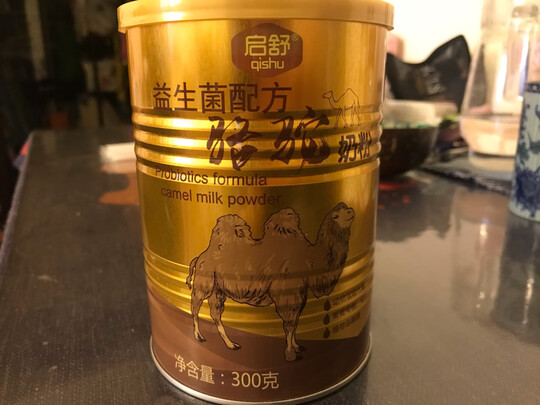 启舒
qishu
益生菌配方
骆驼 奶粉
Probiotics formula
camel milk powder
净含量：300克